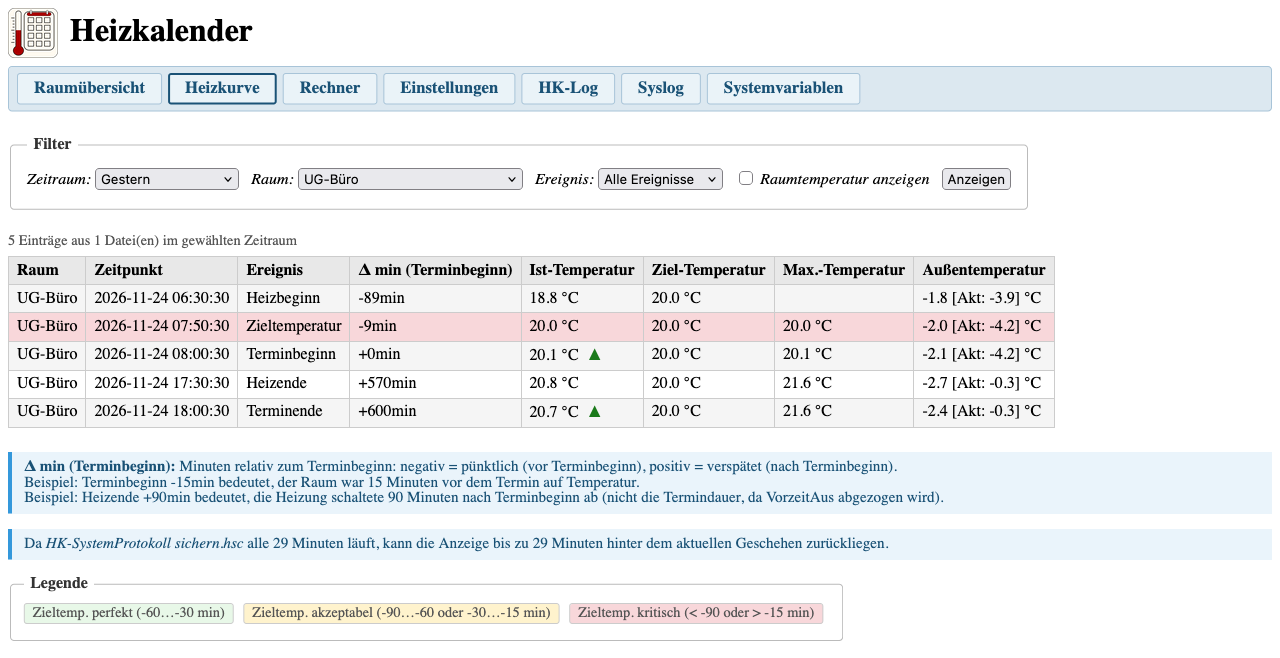 Heizkalender
Raumübersicht Heizkurve Rechner Einstellungen HK-Log Syslog Systemvariablen
Filter
Zeitraum: Gestern Raum: UG-Büro Ereignis: Alle Ereignisse Raumtemperatur anzeigen Anzeigen
5 Einträge aus 1 Datei(en) im gewählten Zeitraum
Raum Zeitpunkt Ereignis Δ min (Terminbeginn) Ist-Temperatur Ziel-Temperatur Max.-Temperatur Außentemperatur
UG-Büro 2026-11-24 06:30:30 Heizbeginn -89min 18.8 °C 20.0 °C -1.8 [Akt: -3.9] °C
UG-Büro 2026-11-24 07:50:30 Zieltemperatur -9min 20.0 °C 20.0 °C 20.0 °C -2.0 [Akt: -4.2] °C
UG-Büro 2026-11-24 08:00:30 Terminbeginn +0min 20.1 °C ▲ 20.0 °C 20.1 °C -2.1 [Akt: -4.2] °C
UG-Büro 2026-11-24 17:30:30 Heizende +570min 20.8 °C 20.0 °C 21.6 °C -2.7 [Akt: -0.3] °C
UG-Büro 2026-11-24 18:00:30 Terminende +600min 20.7 °C ▲ 20.0 °C 21.6 °C -2.4 [Akt: -0.3] °C
Δ min (Terminbeginn): Minuten relativ zum Terminbeginn: negativ = pünktlich (vor Terminbeginn), positiv = verspätet (nach Terminbeginn).
Beispiel: Terminbeginn -15min bedeutet, der Raum war 15 Minuten vor dem Termin auf Temperatur.
Beispiel: Heizende +90min bedeutet, die Heizung schaltete 90 Minuten nach Terminbeginn ab (nicht die Termindauer, da VorzeitAus abgezogen wird).
Da HK-SystemProtokoll sichern.hsc alle 29 Minuten läuft, kann die Anzeige bis zu 29 Minuten hinter dem aktuellen Geschehen zurückliegen.
Legende
Zieltemp. perfekt (-60…-30 min) Zieltemp. akzeptabel (-90…-60 oder -30…-15 min) Zieltemp. kritisch (< -90 oder > -15 min)